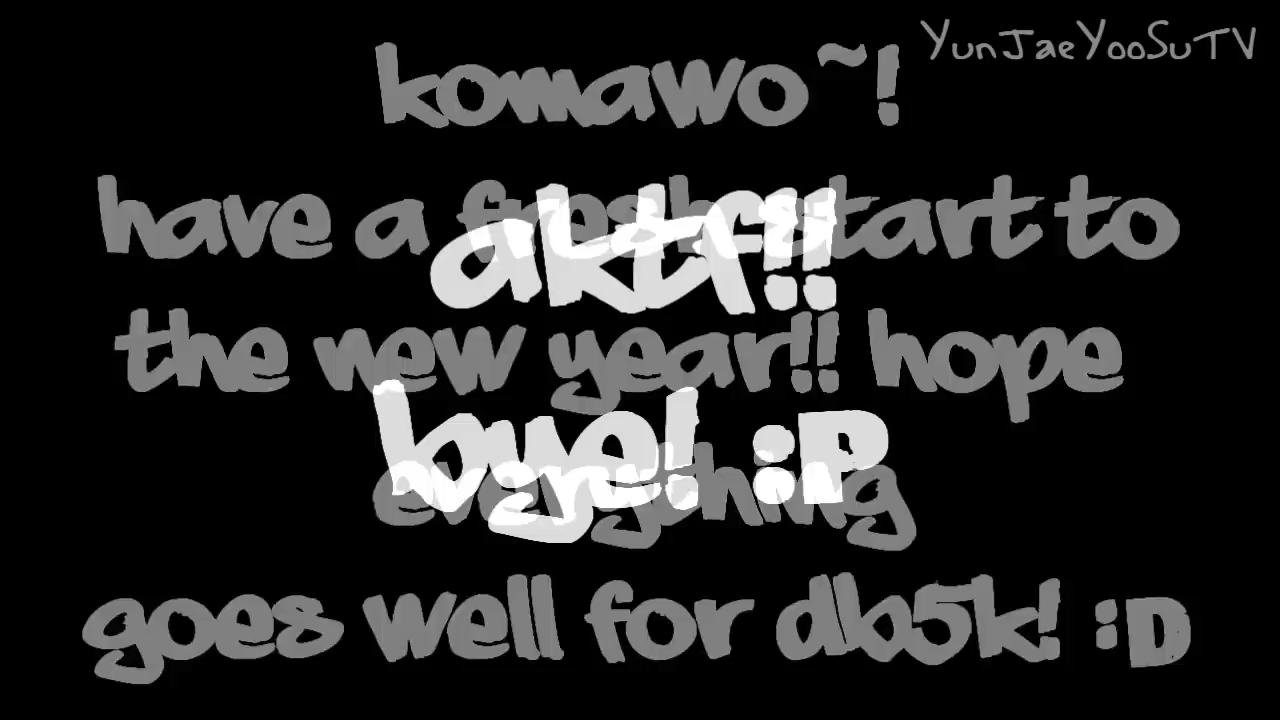 YunJaeYooSuTV
komawo~!
have a fresh start to
the new year!! hope
everything
goes well for db5k! :D
aktf!!
bye! :P